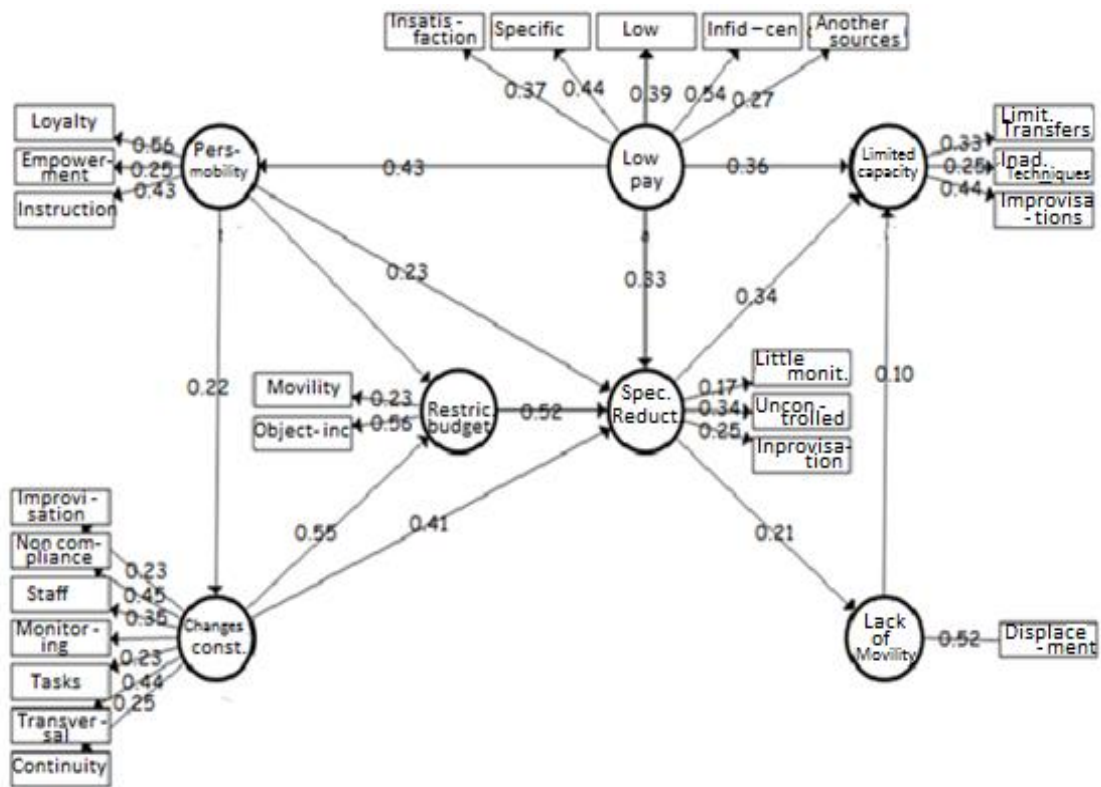 Insatis-
faction
Specific
Low
Infid-cen
Another
sources
0.37
0.44
0.39
0.54
0.27
Loyalty
Empower-
ment
Instruction
0.56
0.25
0.43
Pers-
mobility
0.43
Low
pay
0.36
Limited
capacity
0.33
0.25
0.44
Limit.
Transfers
Inad.
Techniques
Improvisa
-tions
0.23
0.33
0.34
0.22
0.10
Movility
Object-inc
0.23
0.56
Restric.
budget
0.52
Spec.
Reduct.
0.17
0.34
0.25
Little
monit.
Uncon-
trolled
Inprovisa-
tion
0.55
0.41
0.21
Improvi-
sation
Non com-
pliance
Staff
Monitor-
ing
Tasks
Transver-
sal
Continuity
0.23
0.45
0.35
0.23
0.44
0.25
Changes
const.
Lack
of
Movility
0.52
Displace
-ment